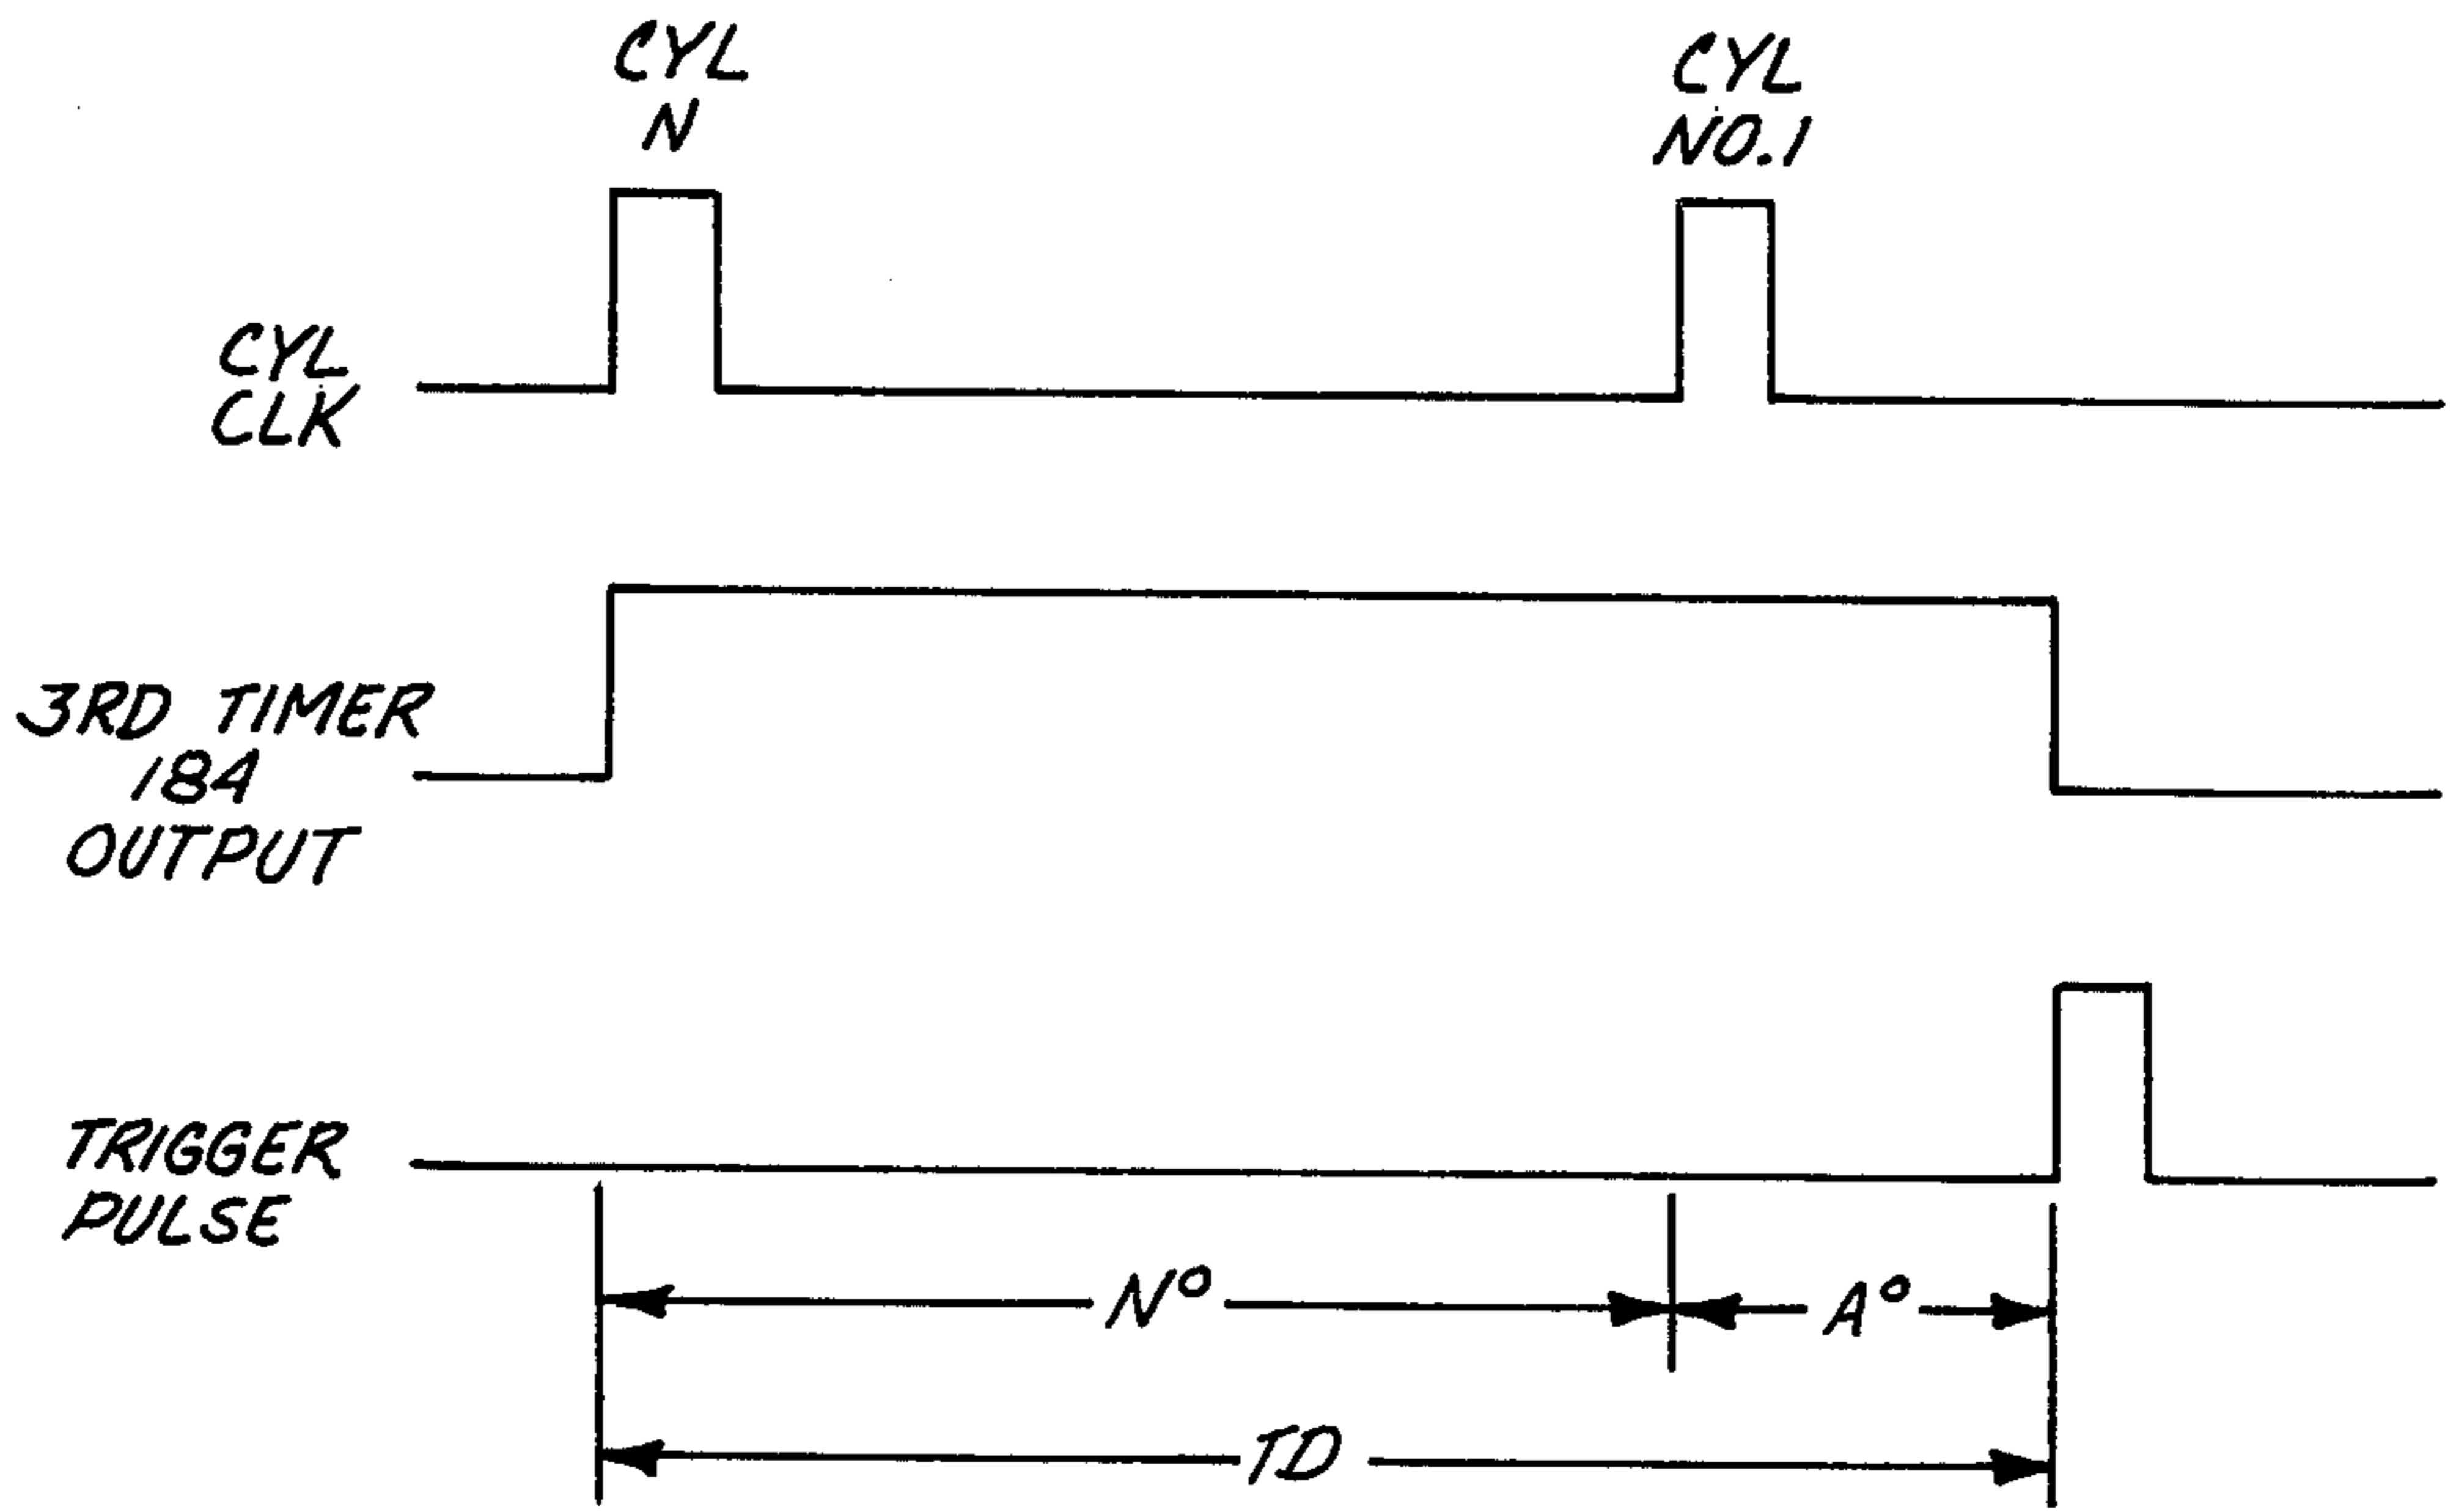 CYL
N
CYL
NO.1
CYL
CLK
3RD TIMER
184
OUTPUT
TRIGGER
PULSE
N°
A°
TD